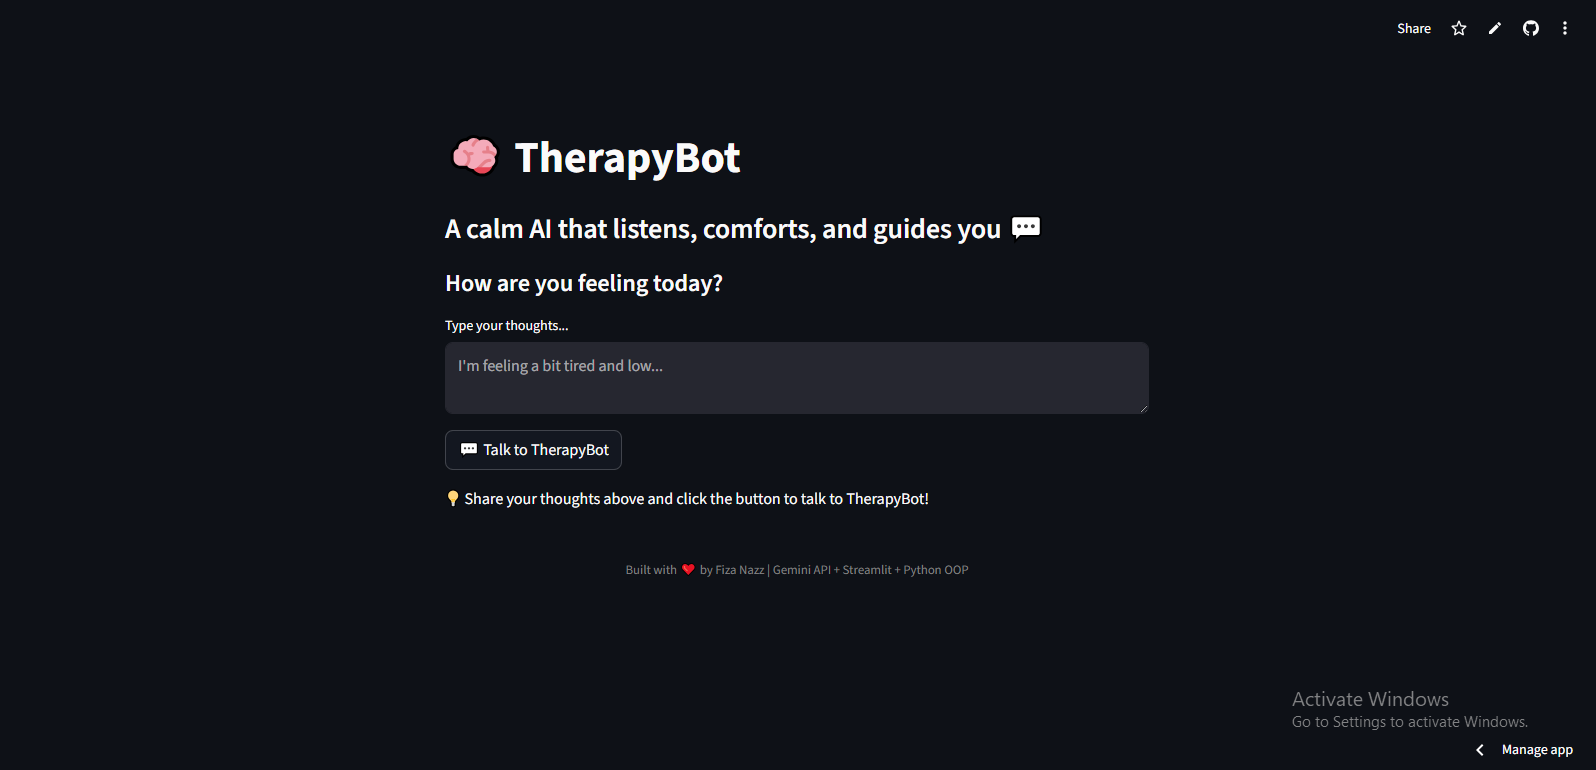 Share
TherapyBot
A calm AI that listens, comforts, and guides you
How are you feeling today?
Type your thoughts...
I'm feeling a bit tired and low...
Talk to TherapyBot
Share your thoughts above and click the button to talk to TherapyBot!
Built with ❤️ by Fiza Nazz | Gemini API + Streamlit + Python OOP
Activate Windows
Go to Settings to activate Windows.
Manage app